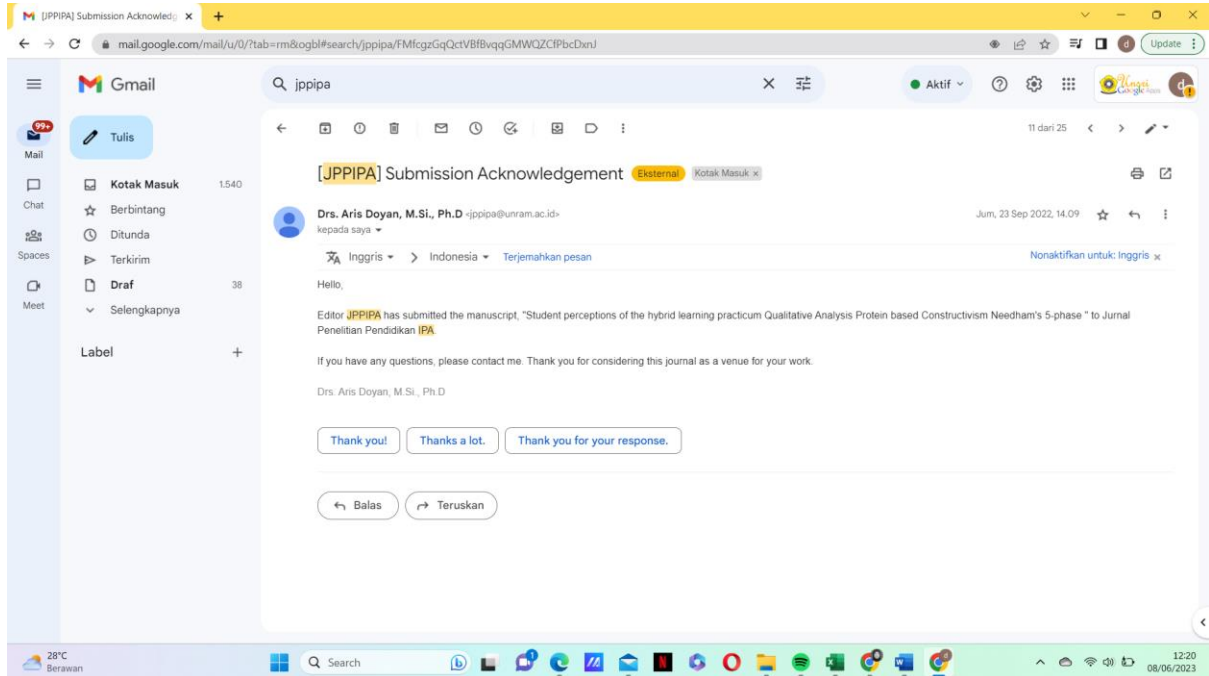 [JPPIPA] Submission Acknowledg
Update
mail.google.com/mail/u/0/?tab=rm&ogbl#search/jppipa/FMfcgzGqQctVBfBvqqGMWQZCfPbcDxnJ
Gmail
jppipa
Aktif
99+
Mail
Chat
Spaces
Meet
Tulis
Kotak Masuk 1.540
Berbintang
Ditunda
Terkirim
Draf 38
Selengkapnya
Label
11 dari 25
[JPPIPA] Submission Acknowledgement Eksternal Kotak Masuk ×
Drs. Aris Doyan, M.Si., Ph.D <jppipa@unram.ac.id> Jum, 23 Sep 2022, 14.09
kepada saya
Inggris > Indonesia Terjemahkan pesan Nonaktifkan untuk: Inggris ×
Hello,
Editor JPPIPA has submitted the manuscript, "Student perceptions of the hybrid learning practicum Qualitative Analysis Protein based Constructivism Needham's 5-phase " to Jurnal
Penelitian Pendidikan IPA.
If you have any questions, please contact me. Thank you for considering this journal as a venue for your work.
Drs. Aris Doyan, M.Si., Ph.D
Thank you! Thanks a lot. Thank you for your response.
Balas Teruskan
28°C
Berawan
Search
12:20
08/06/2023